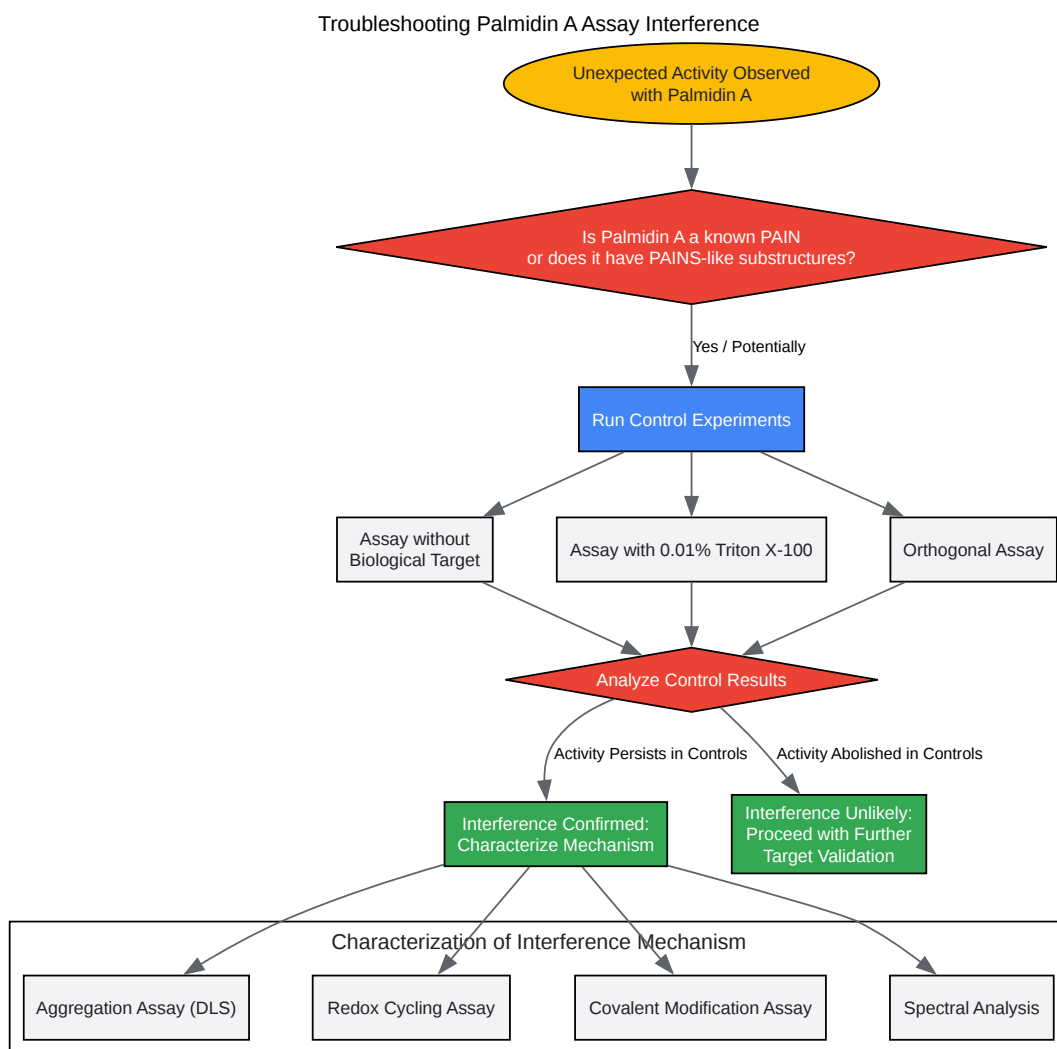 Troubleshooting Palmidin A Assay Interference
Unexpected Activity Observed
with Palmidin A
Is Palmidin A a known PAIN
or does it have PAINS-like substructures?
Yes / Potentially
Run Control Experiments
Assay without
Biological Target
Assay with 0.01% Triton X-100
Orthogonal Assay
Analyze Control Results
Activity Persists in Controls
Activity Abolished in Controls
Interference Confirmed:
Characterize Mechanism
Interference Unlikely:
Proceed with Further
Target Validation
Characterization of Interference Mechanism
Aggregation Assay (DLS)
Redox Cycling Assay
Covalent Modification Assay
Spectral Analysis